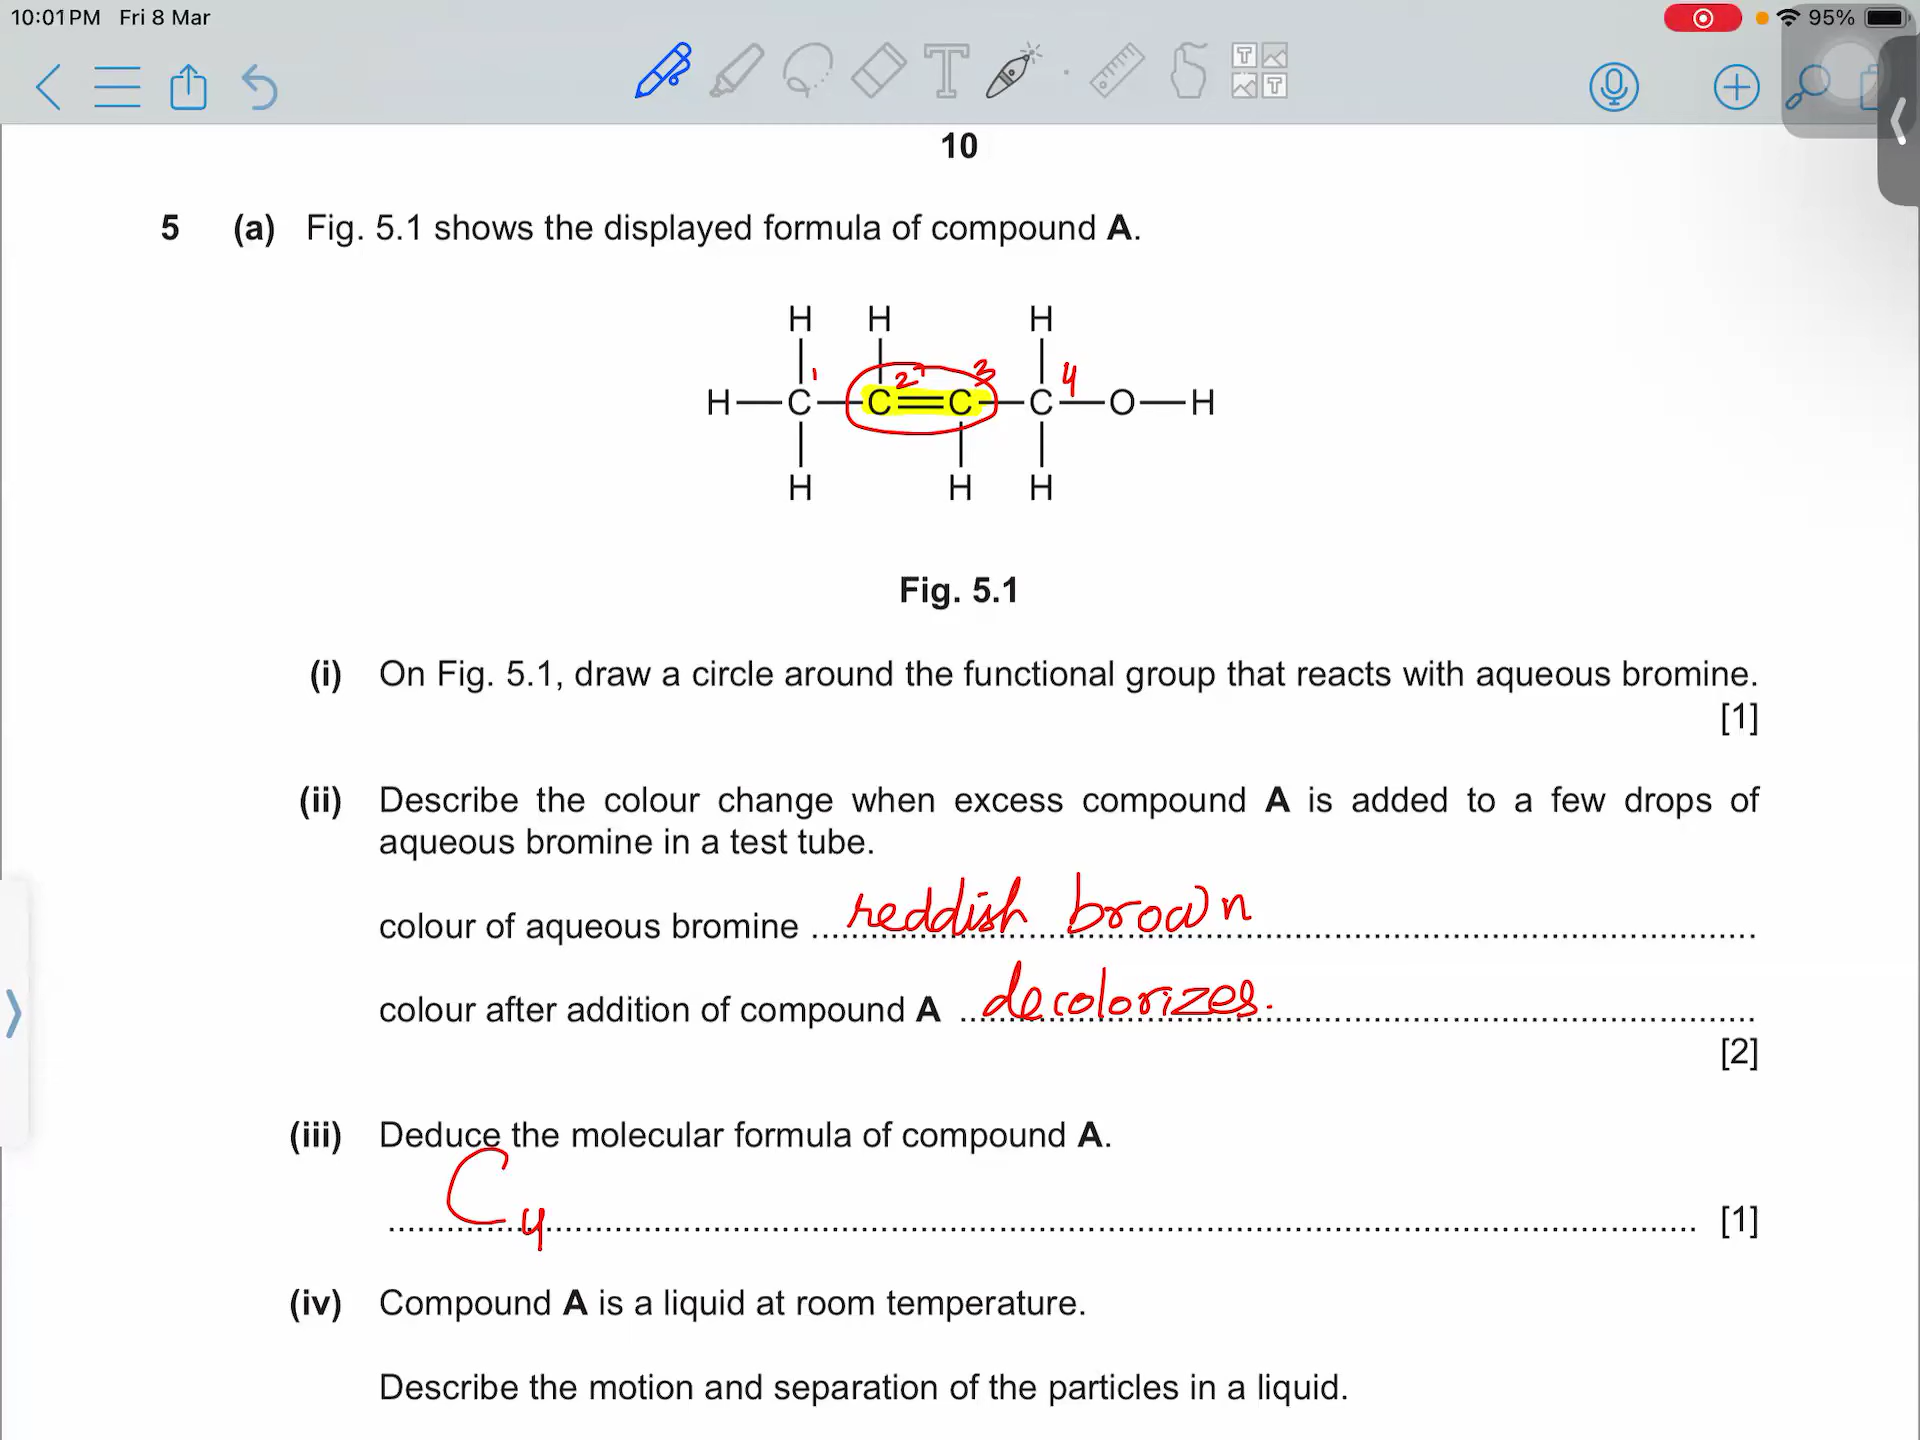 10:01 PM Fri 8 Mar 95%
10
5 (a) Fig. 5.1 shows the displayed formula of compound A.
H H H
1 2 3 4
H—C—C=C—C—O—H
H H H
Fig. 5.1
(i) On Fig. 5.1, draw a circle around the functional group that reacts with aqueous bromine.
[1]
(ii) Describe the colour change when excess compound A is added to a few drops of
aqueous bromine in a test tube.
colour of aqueous bromine reddish brown
colour after addition of compound A decolorizes.
[2]
(iii) Deduce the molecular formula of compound A.
C4 [1]
(iv) Compound A is a liquid at room temperature.
Describe the motion and separation of the particles in a liquid.